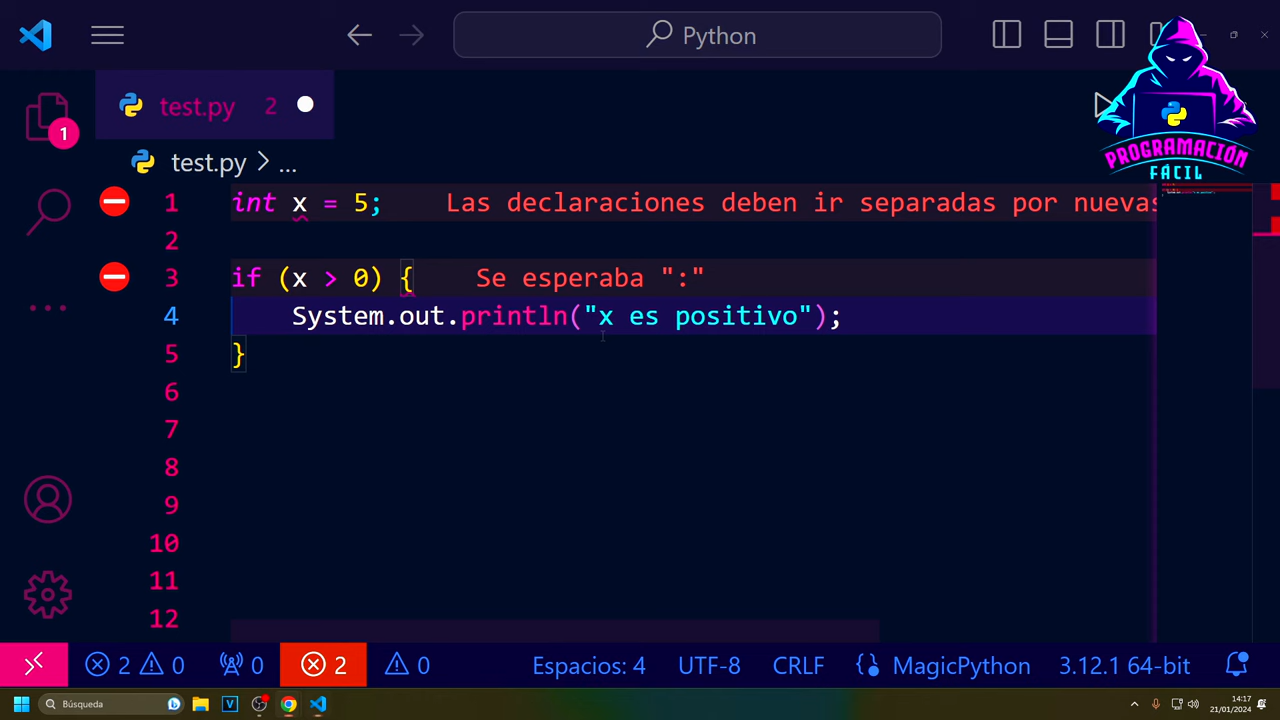 Python
PROGRAMACIÓN
FÁCIL
test.py 2
test.py > ...
1
1 int x = 5; Las declaraciones deben ir separadas por nuevas
2
3 if (x > 0) { Se esperaba ":"
4 System.out.println("x es positivo");
5 }
6
7
8
9
10
11
12
2 0 0 2 0 Espacios: 4 UTF-8 CRLF MagicPython 3.12.1 64-bit
Búsqueda
14:17
21/01/2024